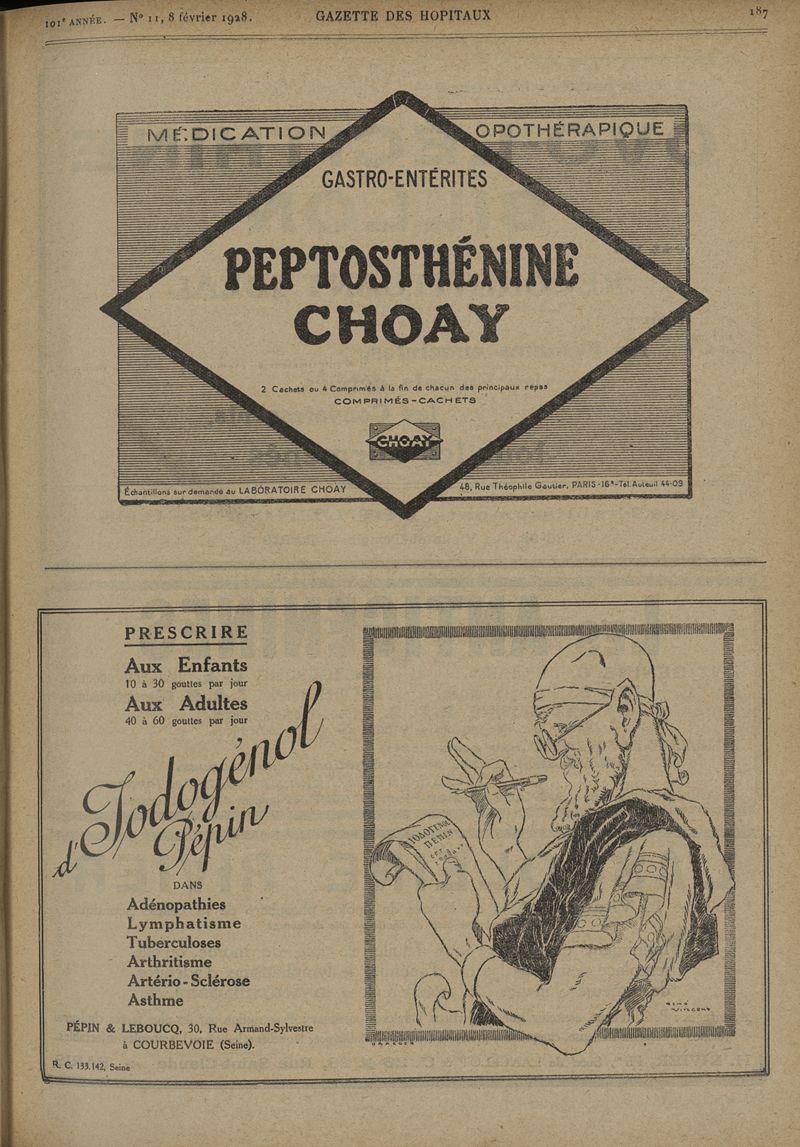 101e ANNÉE. — No 11, 8 février 1928. GAZETTE DES HOPITAUX 187
MÉDICATION OPOTHÉRAPIQUE
GASTRO-ENTÉRITES
PEPTOSTHÉNINE
CHOAY
2 Cachets ou 4 Comprimés à la fin de chacun des principaux repas
COMPRIMÉS-CACHETS
CHOAY
Échantillons sur demande au LABORATOIRE CHOAY
48, Rue Théophile Gautier, PARIS-16e-Tél. Auteuil 44-09
PRESCRIRE
Aux Enfants
10 à 30 gouttes par jour
Aux Adultes
40 à 60 gouttes par jour
d'Iodogénol
Pépin
DANS
Adénopathies
Lymphatisme
Tuberculoses
Arthritisme
Artério-Sclérose
Asthme
PÉPIN & LEBOUCQ, 30, Rue Armand-Sylvestre
à COURBEVOIE (Seine).
R. C. 133.142, Seine
RENÉ
VINCENT
DRAEGER